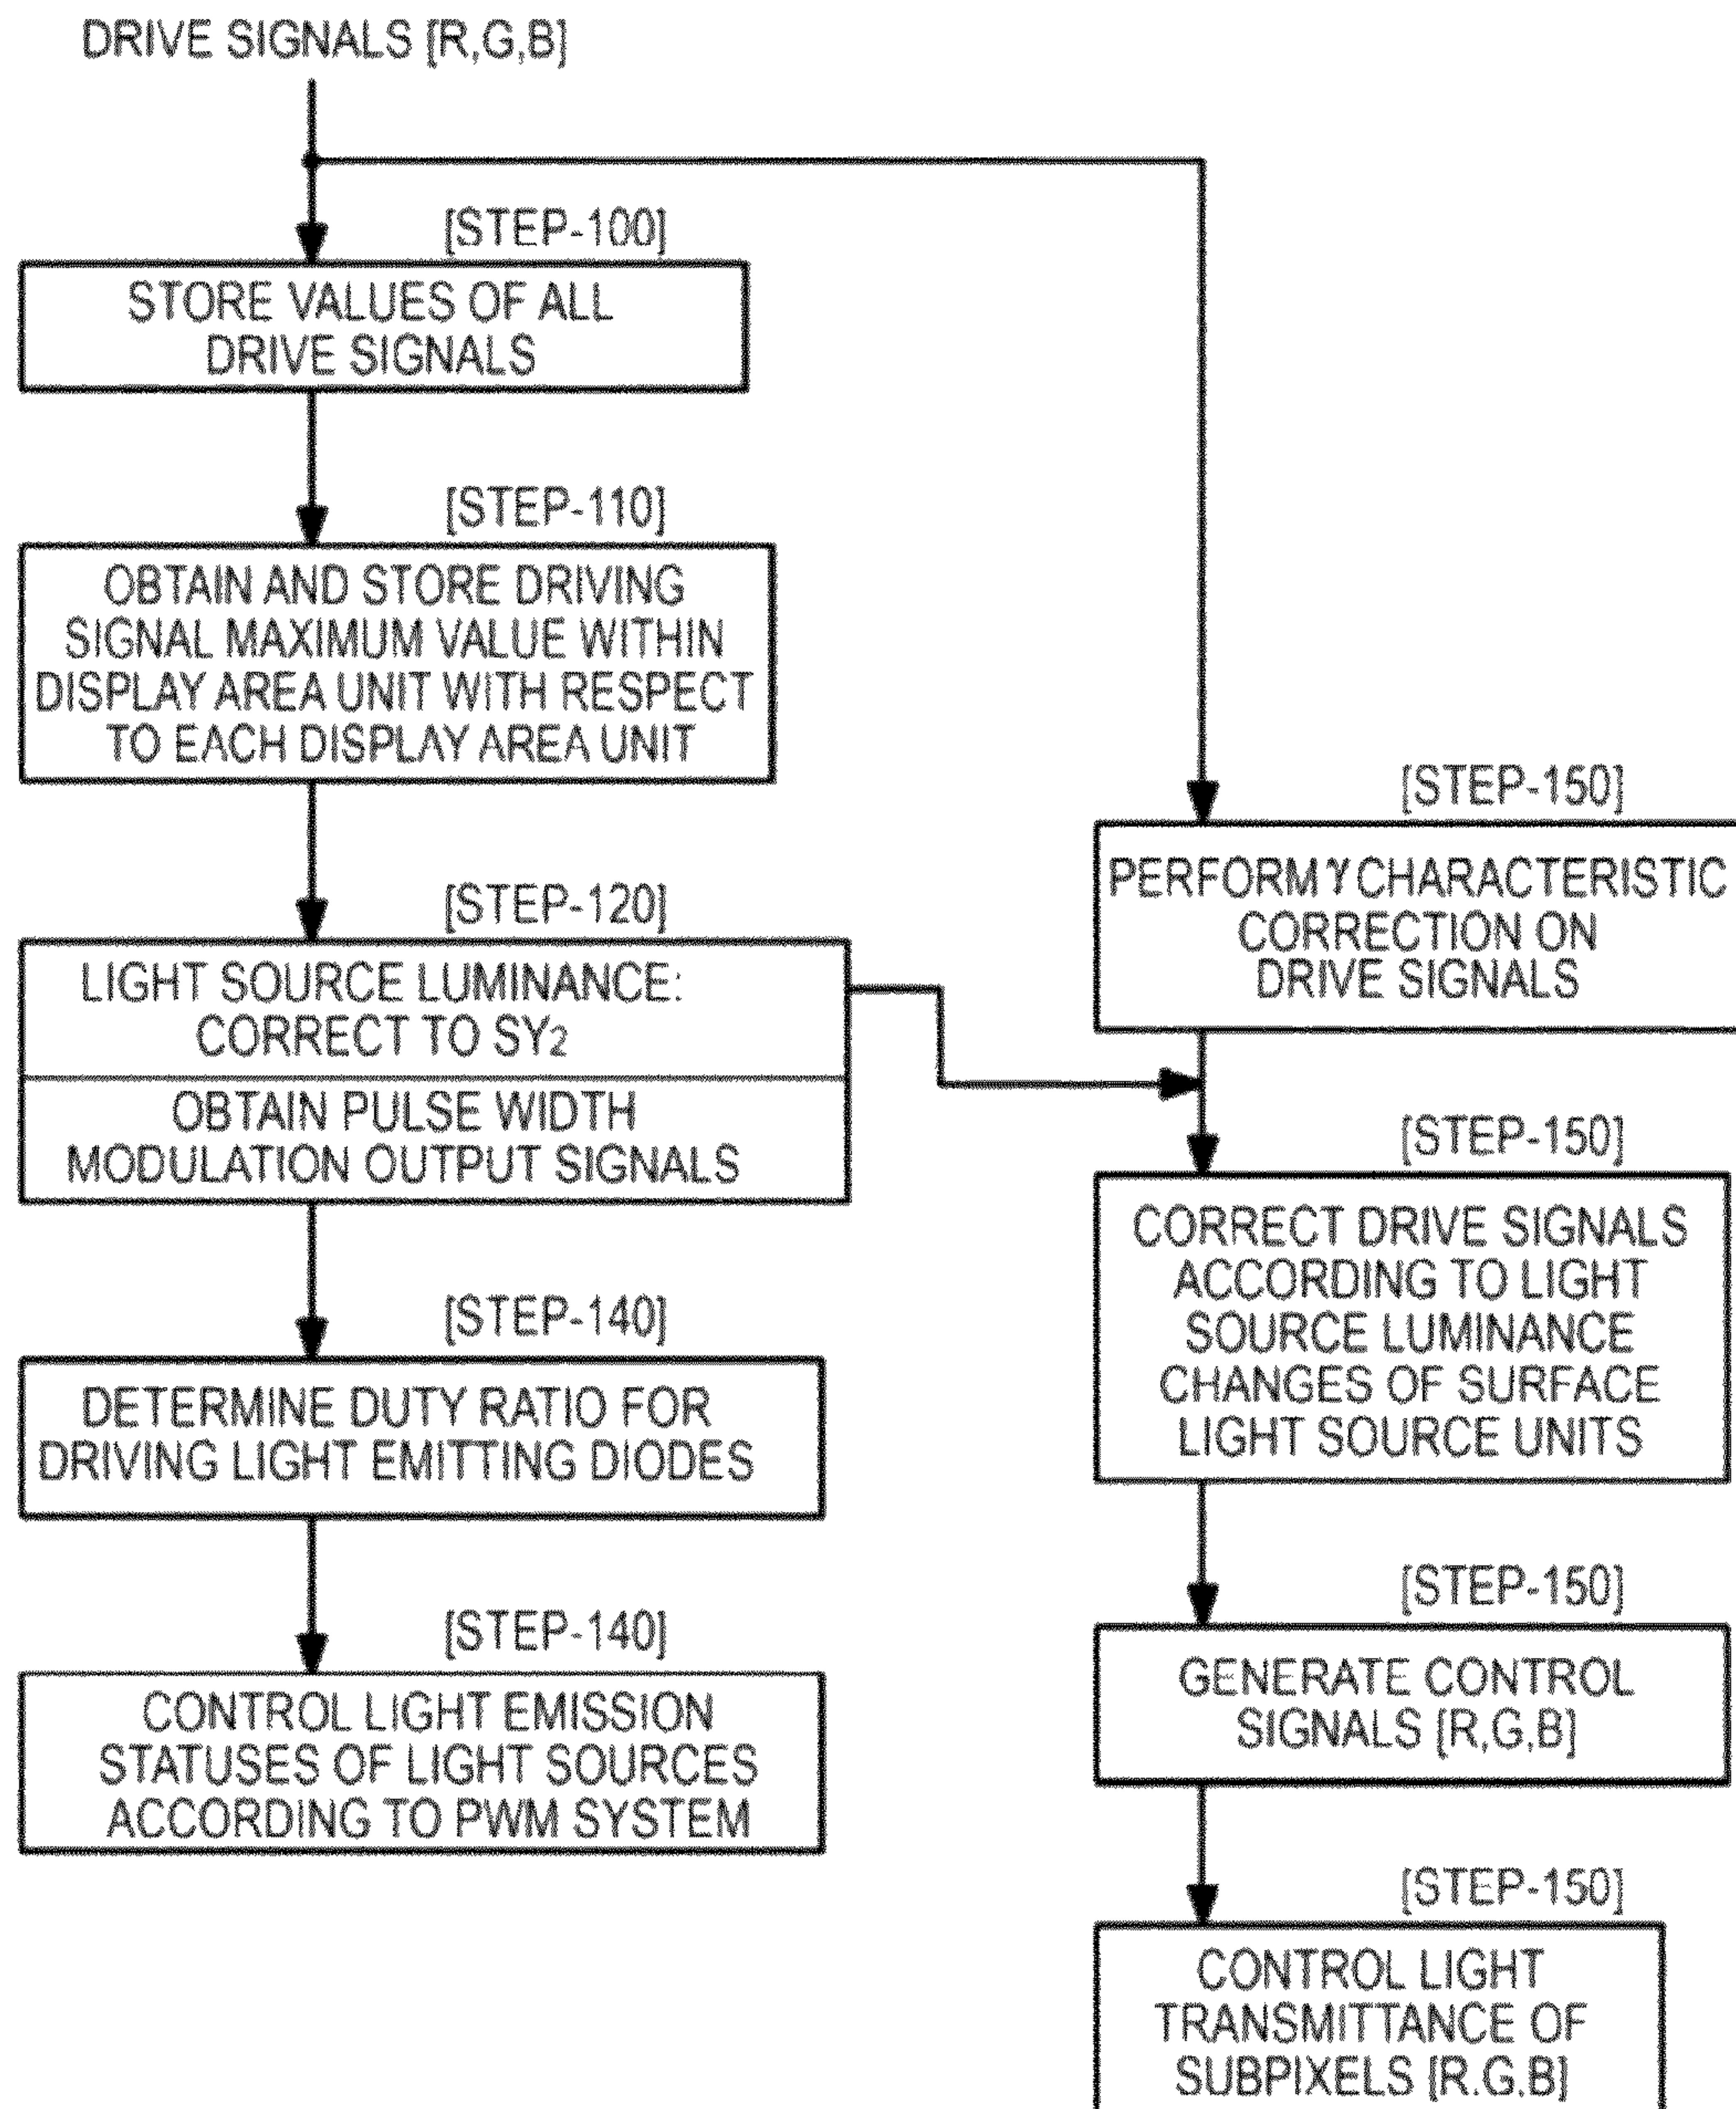 DRIVE SIGNALS [R,G,B]
[STEP-100]
STORE VALUES OF ALL
DRIVE SIGNALS
[STEP-110]
OBTAIN AND STORE DRIVING
SIGNAL MAXIMUM VALUE WITHIN
DISPLAY AREA UNIT WITH RESPECT
TO EACH DISPLAY AREA UNIT
[STEP-120]
LIGHT SOURCE LUMINANCE:
CORRECT TO SY2
OBTAIN PULSE WIDTH
MODULATION OUTPUT SIGNALS
[STEP-140]
DETERMINE DUTY RATIO FOR
DRIVING LIGHT EMITTING DIODES
[STEP-140]
CONTROL LIGHT EMISSION
STATUSES OF LIGHT SOURCES
ACCORDING TO PWM SYSTEM
[STEP-150]
PERFORM γ CHARACTERISTIC
CORRECTION ON
DRIVE SIGNALS
[STEP-150]
CORRECT DRIVE SIGNALS
ACCORDING TO LIGHT
SOURCE LUMINANCE
CHANGES OF SURFACE
LIGHT SOURCE UNITS
[STEP-150]
GENERATE CONTROL
SIGNALS [R,G,B]
[STEP-150]
CONTROL LIGHT
TRANSMITTANCE OF
SUBPIXELS [R.G.B]